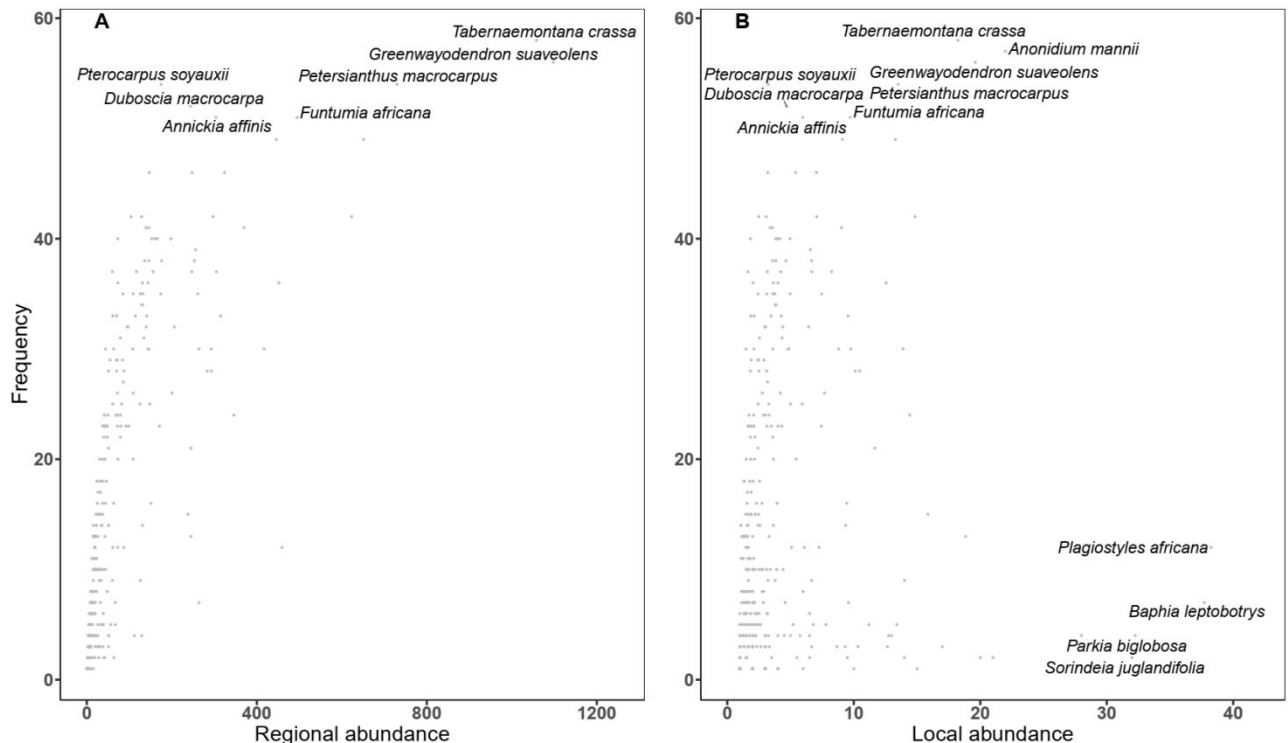 A
60
Tabernaemontana crassa
Greenwayodendron suaveolens
Pterocarpus soyauxii
Petersianthus macrocarpus
Duboscia macrocarpa
Funtumia africana
Annickia affinis
40
Frequency
20
0
0
400
800
1200
Regional abundance
B
60
Tabernaemontana crassa
Anonidium mannii
Pterocarpus soyauxii
Greenwayodendron suaveolens
Duboscia macrocarpa
Petersianthus macrocarpus
Funtumia africana
Annickia affinis
40
20
Plagiostyles africana
Baphia leptobotrys
Parkia biglobosa
Sorindeia juglandifolia
0
0
10
20
30
40
Local abundance